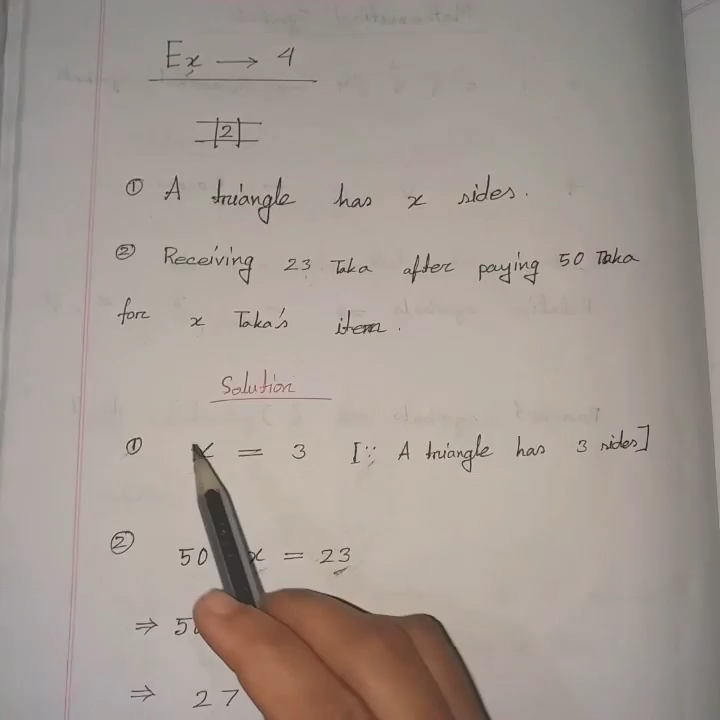 Ex → 4
2
① A triangle has x sides.
② Receiving 23 Taka after paying 50 Taka
for x Taka's item.
Solution
① x = 3 [∵ A triangle has 3 sides]
② 50 x = 23
⇒ 5
⇒ 27